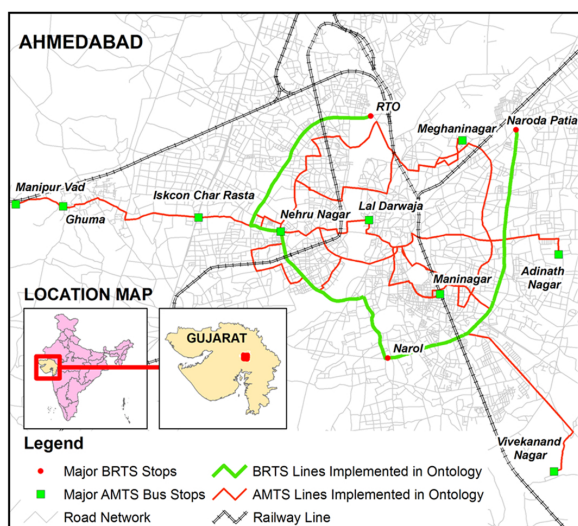 AHMEDABAD
RTO
Naroda Patia
Meghaninagar
Manipur Vad
Iskcon Char Rasta
Ghuma
Nehru Nagar
Lal Darwaja
Adinath
Nagar
Maninagar
LOCATION MAP
GUJARAT
Narol
Vivekanand
Nagar
Legend
Major BRTS Stops
BRTS Lines Implemented in Ontology
Major AMTS Bus Stops
AMTS Lines Implemented in Ontology
Road Network
Railway Line